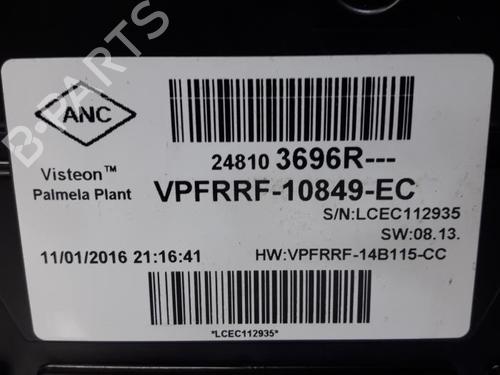 ANC
B-PARTS
24810 3696R---
Visteon™
Palmela Plant
VPFRRF-10849-EC
S/N:LCEC112935
SW:08.13.
11/01/2016 21:16:41
HW:VPFRRF-14B115-CC
*LCEC112935*